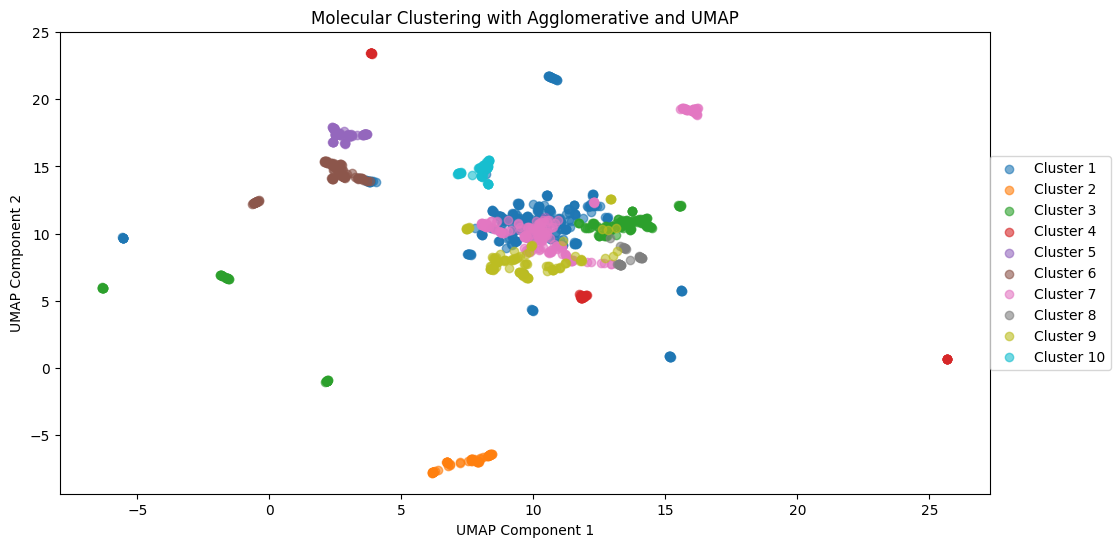 Molecular Clustering with Agglomerative and UMAP
UMAP Component 2
25
20
15
10
5
0
−5
−5
0
5
10
15
20
25
UMAP Component 1
Cluster 1
Cluster 2
Cluster 3
Cluster 4
Cluster 5
Cluster 6
Cluster 7
Cluster 8
Cluster 9
Cluster 10